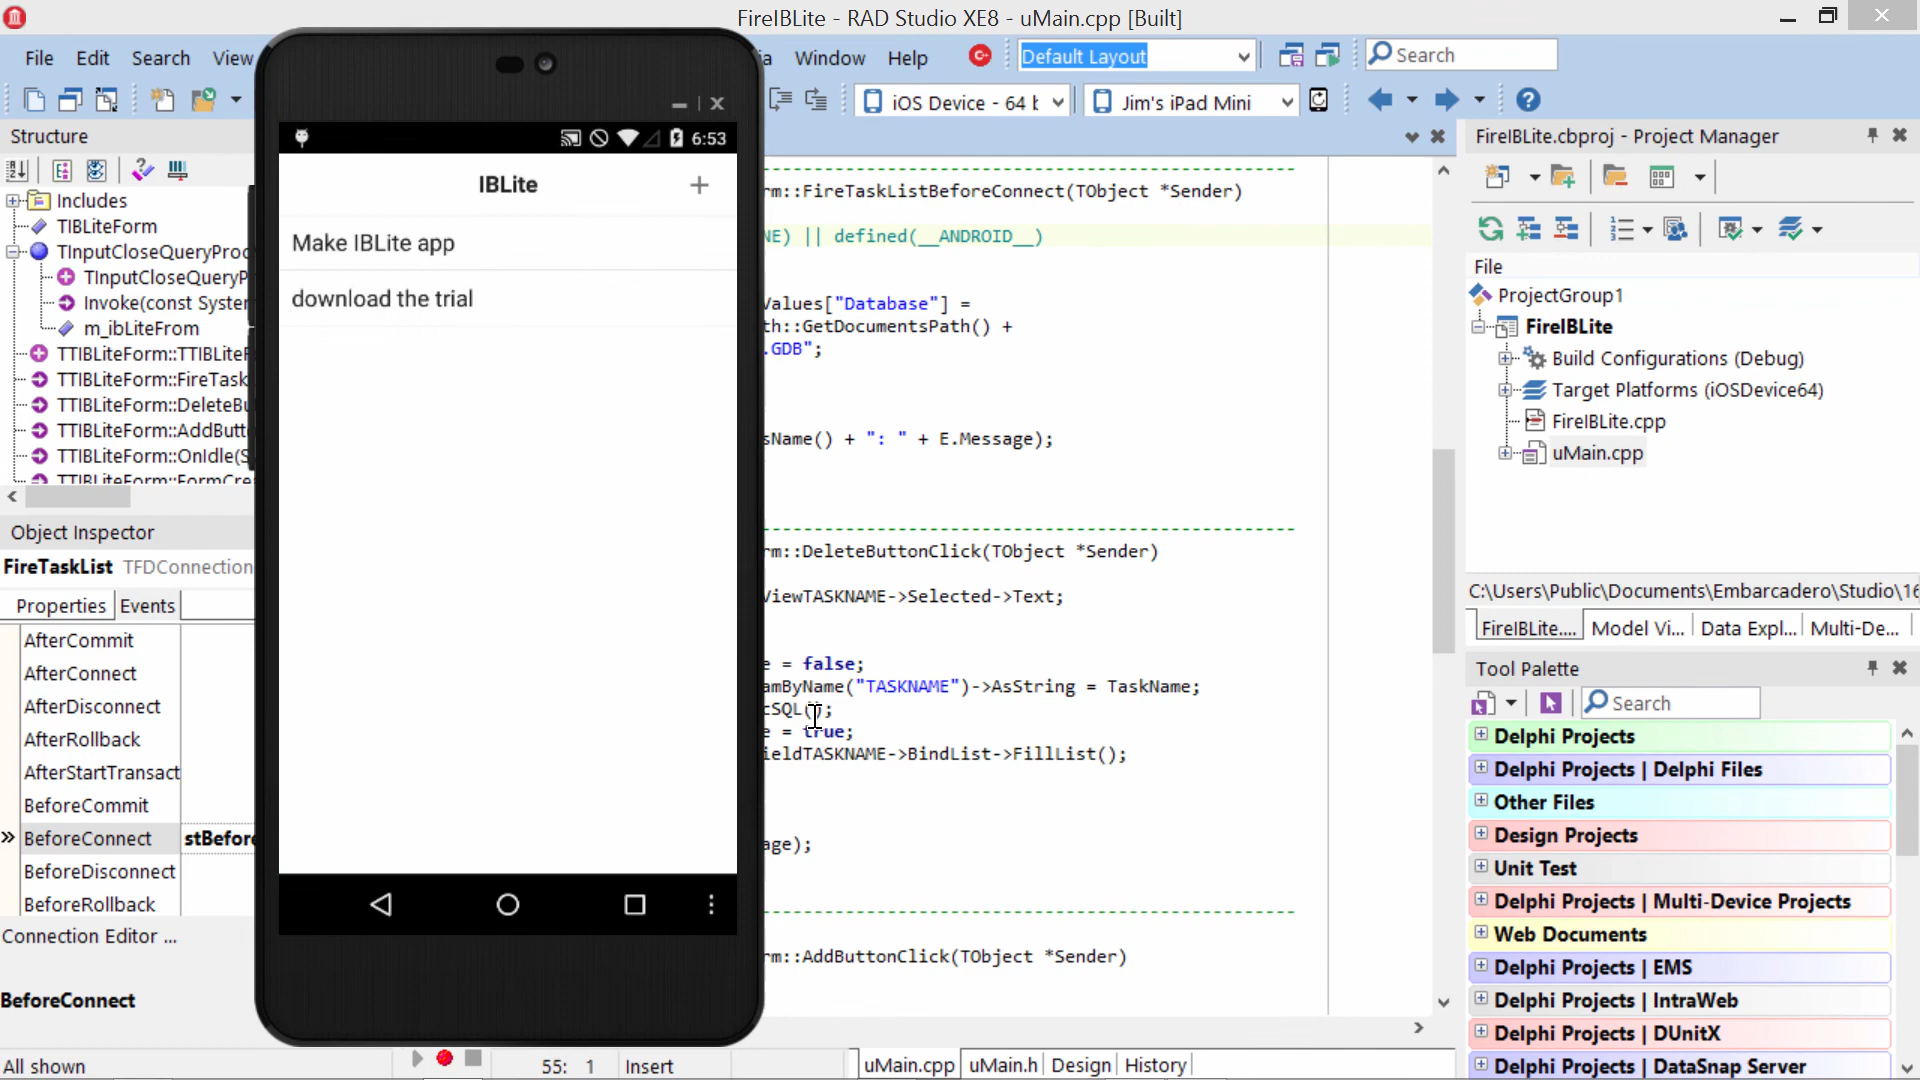 FireIBLite - RAD Studio XE8 - uMain.cpp [Built]
File Edit Search View Window Help Default Layout Search
iOS Device - 64 b Jim's iPad Mini
Structure
Includes
TIBLiteForm
TInputCloseQueryProc
TInputCloseQueryP
Invoke(const System
m_ibLiteFrom
TTIBLiteForm::TTIBLiteF
TTIBLiteForm::FireTask
TTIBLiteForm::DeleteBu
TTIBLiteForm::AddButt
TTIBLiteForm::OnIdle(S
TTIBLiteForm::FormCre
Object Inspector
FireTaskList TFDConnection
Properties Events
AfterCommit
AfterConnect
AfterDisconnect
AfterRollback
AfterStartTransact
BeforeCommit
BeforeConnect stBefore
BeforeDisconnect
BeforeRollback
Connection Editor ...
BeforeConnect
All shown
6:53
IBLite
Make IBLite app
download the trial
rm::FireTaskListBeforeConnect(TObject *Sender)
NE) || defined(__ANDROID__)
Values["Database"] =
th::GetDocumentsPath() +
.GDB";
sName() + ": " + E.Message);
rm::DeleteButtonClick(TObject *Sender)
ViewTASKNAME->Selected->Text;
e = false;
amByName("TASKNAME")->AsString = TaskName;
cSQL();
e = true;
ieldTASKNAME->BindList->FillList();
age);
rm::AddButtonClick(TObject *Sender)
55: 1 Insert
uMain.cpp uMain.h Design History
FireIBLite.cbproj - Project Manager
File
ProjectGroup1
FireIBLite
Build Configurations (Debug)
Target Platforms (iOSDevice64)
FireIBLite.cpp
uMain.cpp
C:\Users\Public\Documents\Embarcadero\Studio\16
FireIBLite.... Model Vi... Data Expl... Multi-De...
Tool Palette
Search
Delphi Projects
Delphi Projects | Delphi Files
Other Files
Design Projects
Unit Test
Delphi Projects | Multi-Device Projects
Web Documents
Delphi Projects | EMS
Delphi Projects | IntraWeb
Delphi Projects | DUnitX
Delphi Projects | DataSnap Server